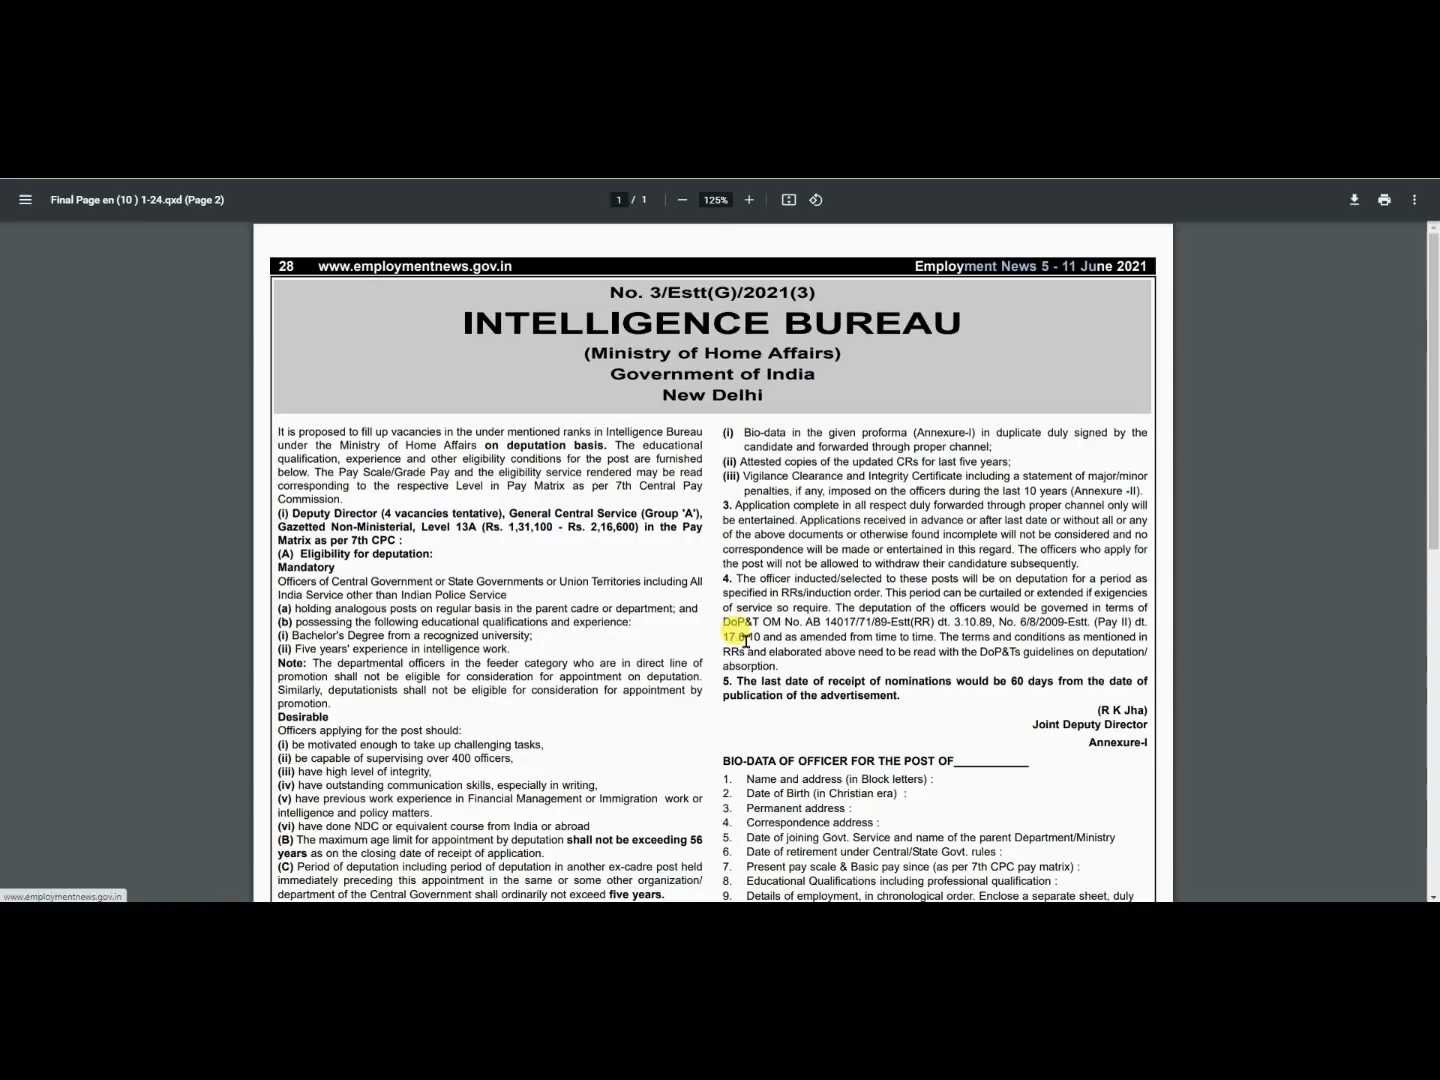 Final Page en (10 ) 1-24.qxd (Page 2)
1 / 1
125%
28 www.employmentnews.gov.in Employment News 5 - 11 June 2021
No. 3/Estt(G)/2021(3)
INTELLIGENCE BUREAU
(Ministry of Home Affairs)
Government of India
New Delhi
It is proposed to fill up vacancies in the under mentioned ranks in Intelligence Bureau
under the Ministry of Home Affairs on deputation basis. The educational
qualification, experience and other eligibility conditions for the post are furnished
below. The Pay Scale/Grade Pay and the eligibility service rendered may be read
corresponding to the respective Level in Pay Matrix as per 7th Central Pay
Commission.
(i) Deputy Director (4 vacancies tentative), General Central Service (Group 'A'),
Gazetted Non-Ministerial, Level 13A (Rs. 1,31,100 - Rs. 2,16,600) in the Pay
Matrix as per 7th CPC :
(A) Eligibility for deputation:
Mandatory
Officers of Central Government or State Governments or Union Territories including All
India Service other than Indian Police Service
(a) holding analogous posts on regular basis in the parent cadre or department; and
(b) possessing the following educational qualifications and experience:
(i) Bachelor's Degree from a recognized university;
(ii) Five years' experience in intelligence work.
Note: The departmental officers in the feeder category who are in direct line of
promotion shall not be eligible for consideration for appointment on deputation.
Similarly, deputationists shall not be eligible for consideration for appointment by
promotion.
Desirable
Officers applying for the post should:
(i) be motivated enough to take up challenging tasks,
(ii) be capable of supervising over 400 officers,
(iii) have high level of integrity,
(iv) have outstanding communication skills, especially in writing,
(v) have previous work experience in Financial Management or Immigration work or
intelligence and policy matters.
(vi) have done NDC or equivalent course from India or abroad
(B) The maximum age limit for appointment by deputation shall not be exceeding 56
years as on the closing date of receipt of application.
(C) Period of deputation including period of deputation in another ex-cadre post held
immediately preceding this appointment in the same or some other organization/
department of the Central Government shall ordinarily not exceed five years.
(i) Bio-data in the given proforma (Annexure-I) in duplicate duly signed by the
candidate and forwarded through proper channel;
(ii) Attested copies of the updated CRs for last five years;
(iii) Vigilance Clearance and Integrity Certificate including a statement of major/minor
penalties, if any, imposed on the officers during the last 10 years (Annexure -II).
3. Application complete in all respect duly forwarded through proper channel only will
be entertained. Applications received in advance or after last date or without all or any
of the above documents or otherwise found incomplete will not be considered and no
correspondence will be made or entertained in this regard. The officers who apply for
the post will not be allowed to withdraw their candidature subsequently.
4. The officer inducted/selected to these posts will be on deputation for a period as
specified in RRs/induction order. This period can be curtailed or extended if exigencies
of service so require. The deputation of the officers would be governed in terms of
DoP&T OM No. AB 14017/71/89-Estt(RR) dt. 3.10.89, No. 6/8/2009-Estt. (Pay II) dt.
and as amended from time to time. The terms and conditions as mentioned in
RRs and elaborated above need to be read with the DoP&Ts guidelines on deputation/
absorption.
5. The last date of receipt of nominations would be 60 days from the date of
publication of the advertisement.
(R K Jha)
Joint Deputy Director
Annexure-I
BIO-DATA OF OFFICER FOR THE POST OF____________
1. Name and address (in Block letters) :
2. Date of Birth (in Christian era) :
3. Permanent address :
4. Correspondence address :
5. Date of joining Govt. Service and name of the parent Department/Ministry
6. Date of retirement under Central/State Govt. rules :
7. Present pay scale & Basic pay since (as per 7th CPC pay matrix) :
8. Educational Qualifications including professional qualification :
9. Details of employment, in chronological order. Enclose a separate sheet, duly
www.employmentnews.gov.in